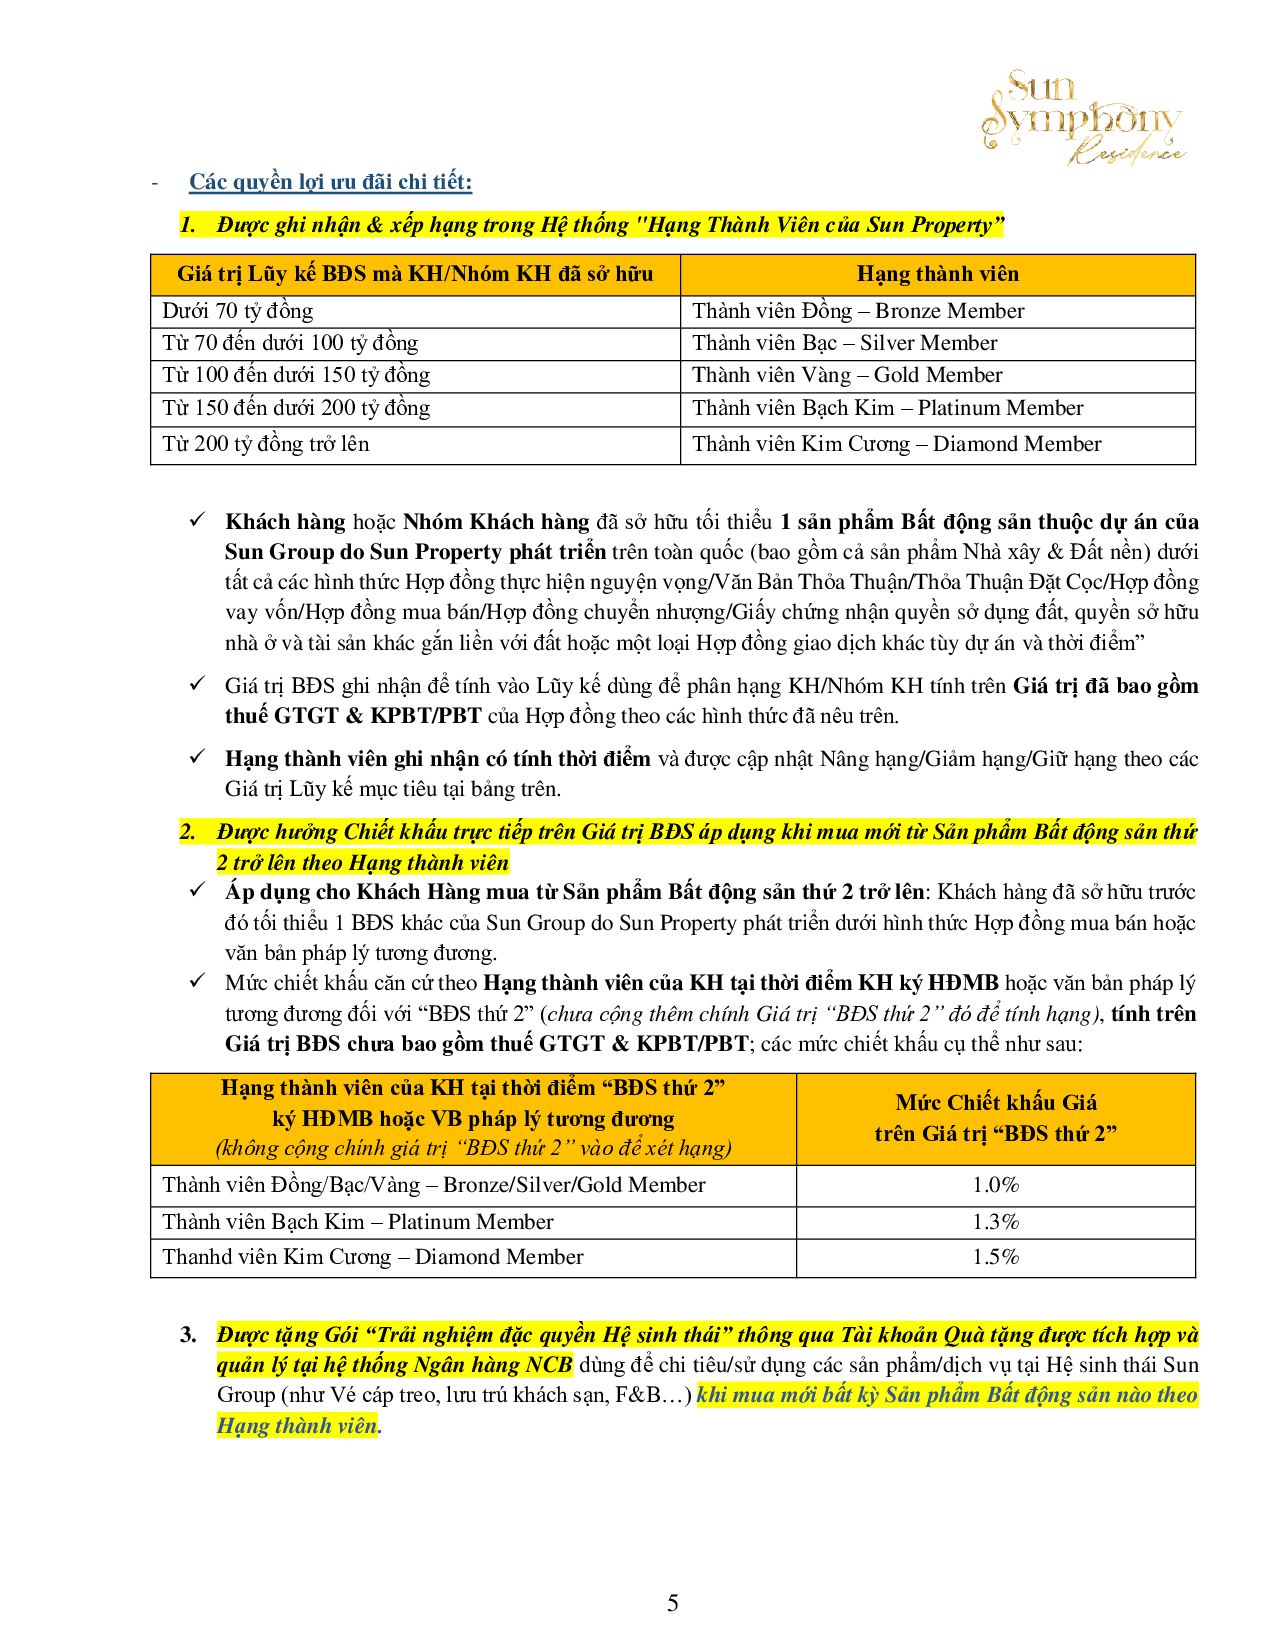 Sun
Symphony
Residence
- Các quyền lợi ưu đãi chi tiết:
1. Được ghi nhận & xếp hạng trong Hệ thống "Hạng Thành Viên của Sun Property”
Giá trị Lũy kế BĐS mà KH/Nhóm KH đã sở hữu Hạng thành viên
Dưới 70 tỷ đồng Thành viên Đồng – Bronze Member
Từ 70 đến dưới 100 tỷ đồng Thành viên Bạc – Silver Member
Từ 100 đến dưới 150 tỷ đồng Thành viên Vàng – Gold Member
Từ 150 đến dưới 200 tỷ đồng Thành viên Bạch Kim – Platinum Member
Từ 200 tỷ đồng trở lên Thành viên Kim Cương – Diamond Member
✓ Khách hàng hoặc Nhóm Khách hàng đã sở hữu tối thiểu 1 sản phẩm Bất động sản thuộc dự án của
Sun Group do Sun Property phát triển trên toàn quốc (bao gồm cả sản phẩm Nhà xây & Đất nền) dưới
tất cả các hình thức Hợp đồng thực hiện nguyện vọng/Văn Bản Thỏa Thuận/Thỏa Thuận Đặt Cọc/Hợp đồng
vay vốn/Hợp đồng mua bán/Hợp đồng chuyển nhượng/Giấy chứng nhận quyền sở dụng đất, quyền sở hữu
nhà ở và tài sản khác gắn liền với đất hoặc một loại Hợp đồng giao dịch khác tùy dự án và thời điểm”
✓ Giá trị BĐS ghi nhận để tính vào Lũy kế dùng để phân hạng KH/Nhóm KH tính trên Giá trị đã bao gồm
thuế GTGT & KPBT/PBT của Hợp đồng theo các hình thức đã nêu trên.
✓ Hạng thành viên ghi nhận có tính thời điểm và được cập nhật Nâng hạng/Giảm hạng/Giữ hạng theo các
Giá trị Lũy kế mục tiêu tại bảng trên.
2. Được hưởng Chiết khấu trực tiếp trên Giá trị BĐS áp dụng khi mua mới từ Sản phẩm Bất động sản thứ
2 trở lên theo Hạng thành viên
✓ Áp dụng cho Khách Hàng mua từ Sản phẩm Bất động sản thứ 2 trở lên: Khách hàng đã sở hữu trước
đó tối thiểu 1 BĐS khác của Sun Group do Sun Property phát triển dưới hình thức Hợp đồng mua bán hoặc
văn bản pháp lý tương đương.
✓ Mức chiết khấu căn cứ theo Hạng thành viên của KH tại thời điểm KH ký HĐMB hoặc văn bản pháp lý
tương đương đối với “BĐS thứ 2” (chưa cộng thêm chính Giá trị “BĐS thứ 2” đó để tính hạng), tính trên
Giá trị BĐS chưa bao gồm thuế GTGT & KPBT/PBT; các mức chiết khấu cụ thể như sau:
Hạng thành viên của KH tại thời điểm “BĐS thứ 2”
ký HĐMB hoặc VB pháp lý tương đương
(không cộng chính giá trị “BĐS thứ 2” vào để xét hạng)
Mức Chiết khấu Giá
trên Giá trị “BĐS thứ 2”
Thành viên Đồng/Bạc/Vàng – Bronze/Silver/Gold Member 1.0%
Thành viên Bạch Kim – Platinum Member 1.3%
Thanhd viên Kim Cương – Diamond Member 1.5%
3. Được tặng Gói “Trải nghiệm đặc quyền Hệ sinh thái” thông qua Tài khoản Quà tặng được tích hợp và
quản lý tại hệ thống Ngân hàng NCB dùng để chi tiêu/sử dụng các sản phẩm/dịch vụ tại Hệ sinh thái Sun
Group (như Vé cáp treo, lưu trú khách sạn, F&B…) khi mua mới bất kỳ Sản phẩm Bất động sản nào theo
Hạng thành viên.
5